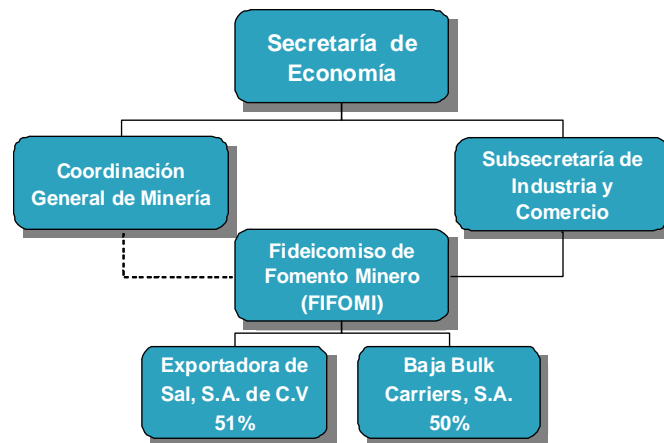 Secretaría de
Economía
Coordinación
General de Minería
Subsecretaría de
Industria y
Comercio
Fideicomiso de
Fomento Minero
(FIFOMI)
Exportadora de
Sal, S.A. de C.V
51%
Baja Bulk
Carriers, S.A.
50%